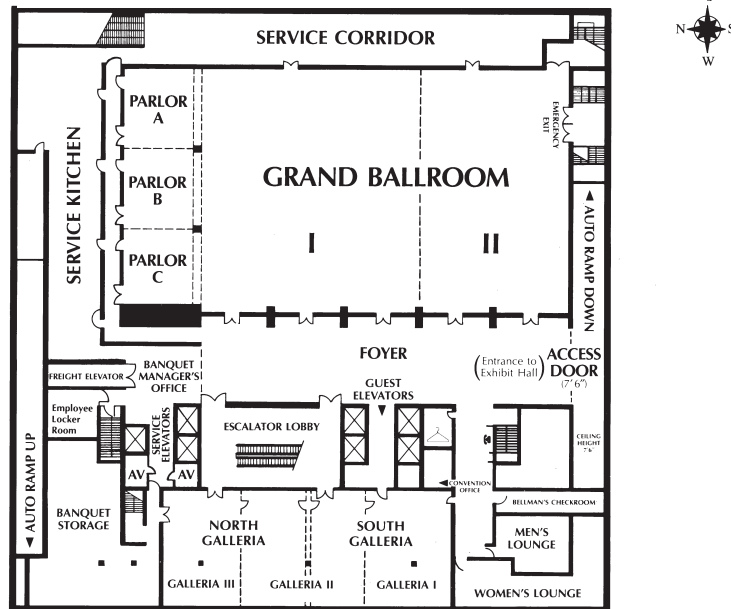 SERVICE CORRIDOR
N
S
W
PARLOR
A
EMERGENCY
EXIT
SERVICE KITCHEN
PARLOR
B
GRAND BALLROOM
I
II
PARLOR
C
◄ AUTO RAMP DOWN
FOYER
(Entrance to
Exhibit Hall)
ACCESS
DOOR
(7'6")
FREIGHT ELEVATOR
BANQUET
MANAGER'S
OFFICE
GUEST
ELEVATORS
Employee
Locker
Room
SERVICE
ELEVATORS
ESCALATOR LOBBY
CEILING
HEIGHT
7'6"
AV
AV
◄ CONVENTION
OFFICE
BELLMAN'S CHECKROOM
◄ AUTO RAMP UP
BANQUET
STORAGE
NORTH
GALLERIA
SOUTH
GALLERIA
MEN'S
LOUNGE
GALLERIA III
GALLERIA II
GALLERIA I
WOMEN'S LOUNGE